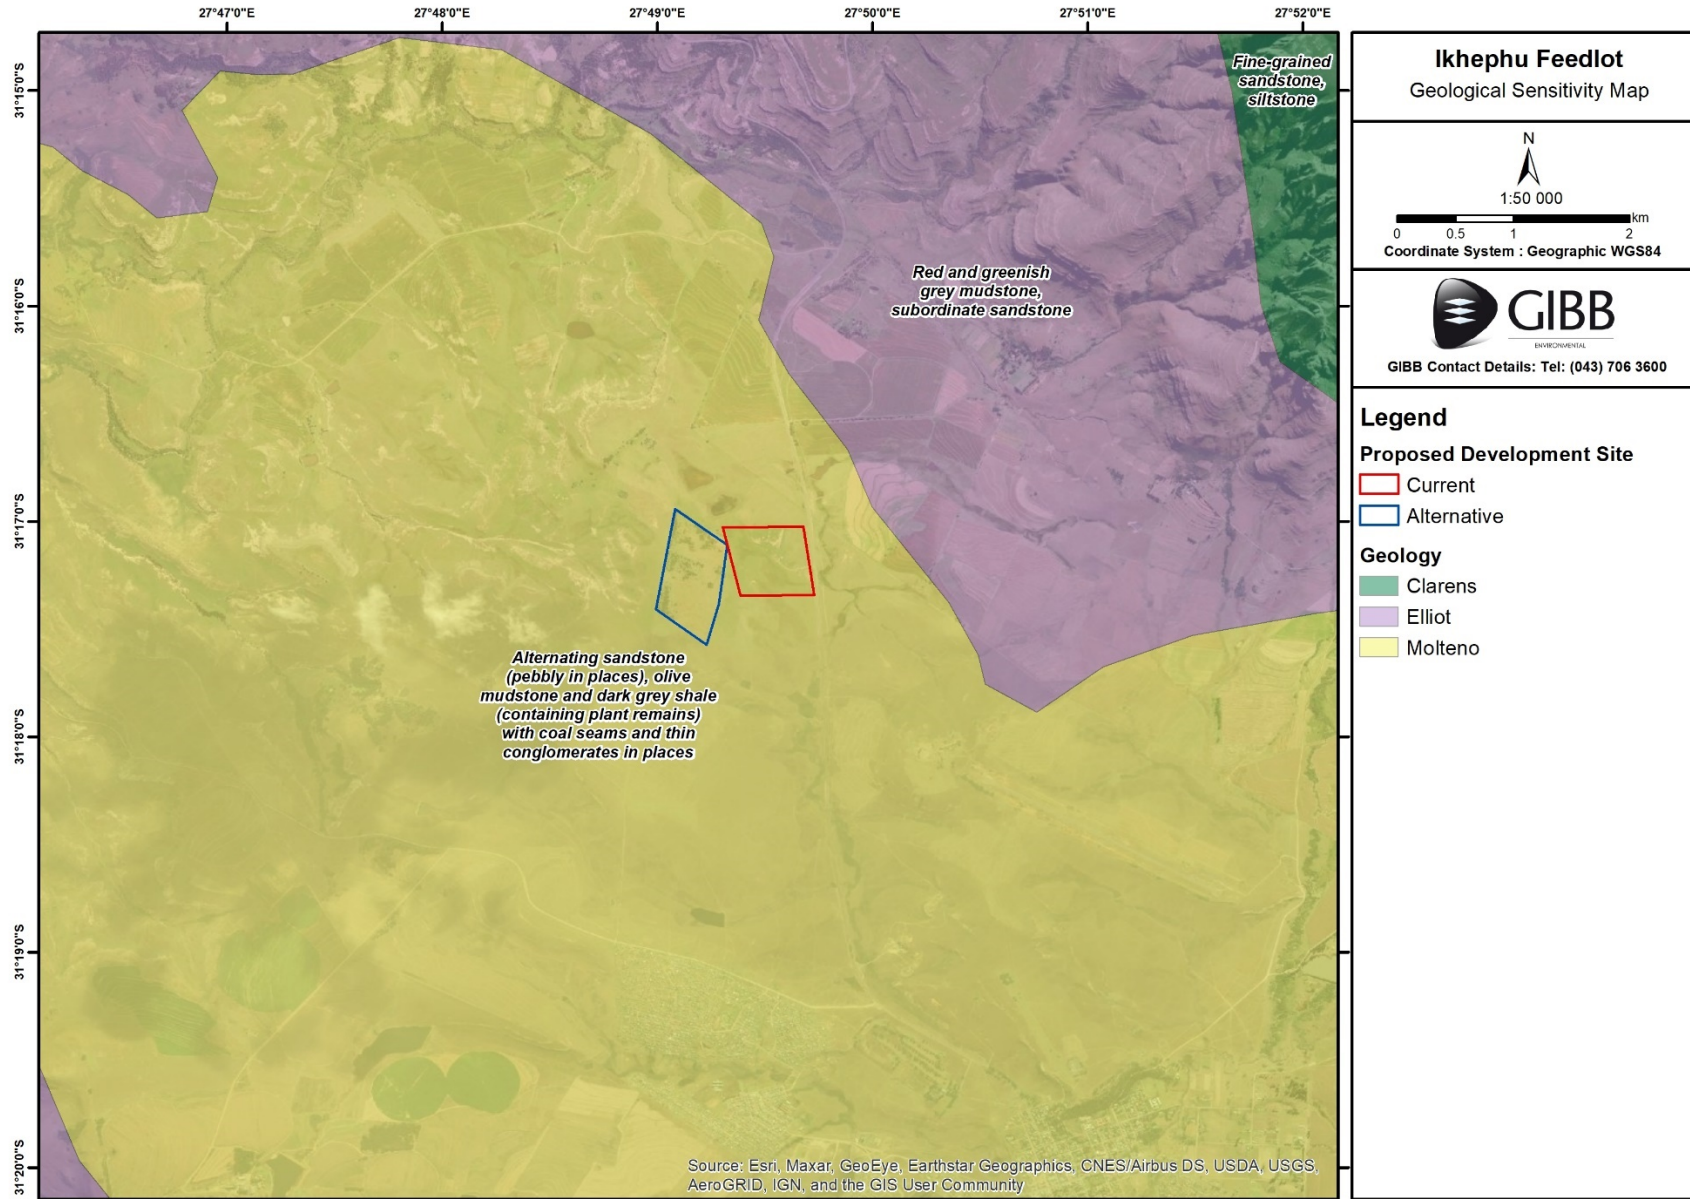 27°47'0"E
27°48'0"E
27°49'0"E
27°50'0"E
27°51'0"E
27°52'0"E
31°15'0"S
31°16'0"S
31°17'0"S
31°18'0"S
31°19'0"S
31°20'0"S
Fine-grained
sandstone,
siltstone
Red and greenish
grey mudstone,
subordinate sandstone
Alternating sandstone
(pebbly in places), olive
mudstone and dark grey shale
(containing plant remains)
with coal seams and thin
conglomerates in places
Source: Esri, Maxar, GeoEye, Earthstar Geographics, CNES/Airbus DS, USDA, USGS,
AeroGRID, IGN, and the GIS User Community
Ikhephu Feedlot
Geological Sensitivity Map
N
1:50 000
km
0 0.5 1 2
Coordinate System : Geographic WGS84
GIBB
ENVIRONMENTAL
GIBB Contact Details: Tel: (043) 706 3600
Legend
Proposed Development Site
Current
Alternative
Geology
Clarens
Elliot
Molteno